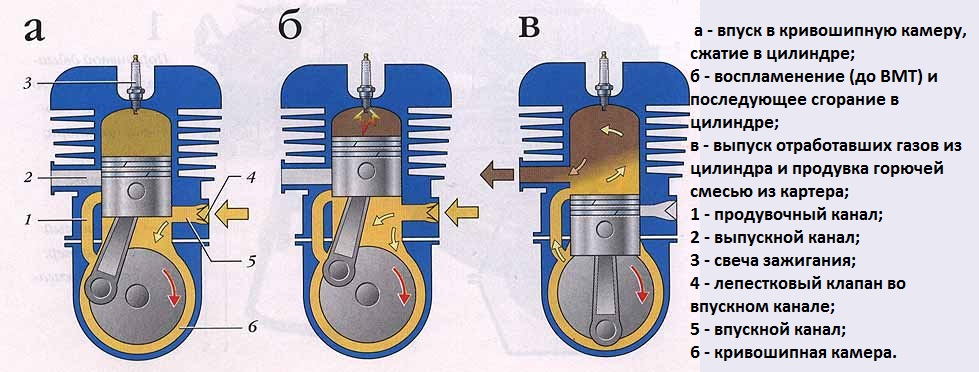 а
б
в
3
2
1
4
5
6
а - впуск в кривошипную камеру,
сжатие в цилиндре;
б - воспламенение (до ВМТ) и
последующее сгорание в
цилиндре;
в - выпуск отработавших газов из
цилиндра и продувка горючей
смесью из картера;
1 - продувочный канал;
2 - выпускной канал;
3 - свеча зажигания;
4 - лепестковый клапан во
впускном канале;
5 - впускной канал;
6 - кривошипная камера.